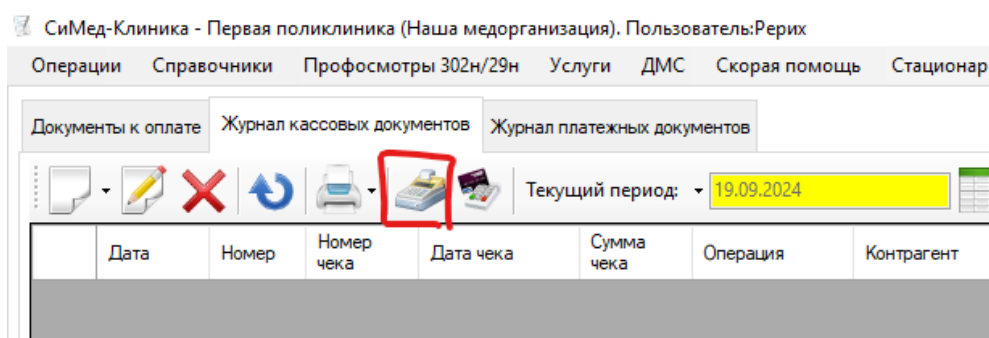 СиМед-Клиника - Первая поликлиника (Наша медорганизация). Пользователь:Рерих
Операции Справочники Профосмотры 302н/29н Услуги ДМС Скорая помощь Стационар
Документы к оплате Журнал кассовых документов Журнал платежных документов
Текущий период: 19.09.2024
Дата Номер Номер чека Дата чека Сумма чека Операция Контрагент